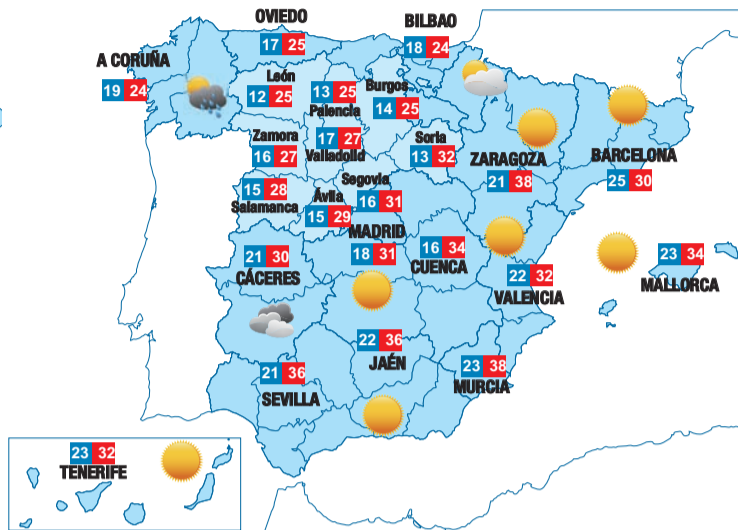 OVIEDO
17 25
BILBAO
18 24
A CORUÑA
19 24
León
12 25
13 25
Palencia
Burgos
14 25
Zamora
16 27
17 27
Valladolid
Soria
13 32
ZARAGOZA
21 38
BARCELONA
25 30
15 28
Salamanca
Ávila
15 29
Segovia
16 31
MADRID
18 31
16 34
CUENCA
21 30
CÁCERES
22 32
VALENCIA
23 34
MALLORCA
22 36
JAÉN
23 38
MURCIA
21 36
SEVILLA
23 32
TENERIFE